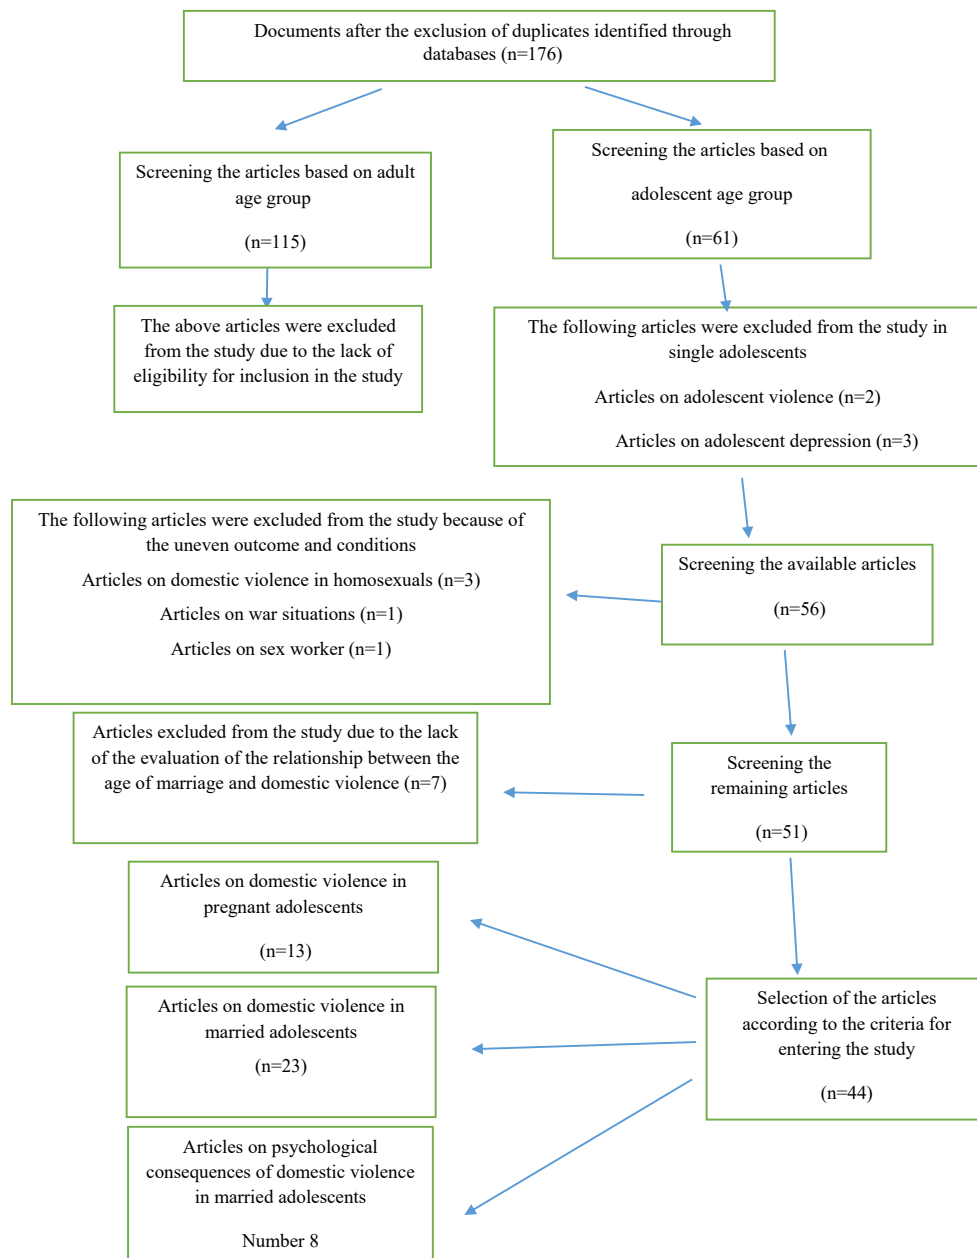 Documents after the exclusion of duplicates identified through
databases (n=176)
Screening the articles based on adult
age group
(n=115)
Screening the articles based on
adolescent age group
(n=61)
The above articles were excluded
from the study due to the lack of
eligibility for inclusion in the study
The following articles were excluded from the study in
single adolescents
Articles on adolescent violence (n=2)
Articles on adolescent depression (n=3)
The following articles were excluded from the study because of
the uneven outcome and conditions
Articles on domestic violence in homosexuals (n=3)
Articles on war situations (n=1)
Articles on sex worker (n=1)
Screening the available articles
(n=56)
Articles excluded from the study due to the lack
of the evaluation of the relationship between the
age of marriage and domestic violence (n=7)
Screening the
remaining articles
(n=51)
Articles on domestic violence in
pregnant adolescents
(n=13)
Articles on domestic violence in
married adolescents
(n=23)
Selection of the articles
according to the criteria for
entering the study
(n=44)
Articles on psychological
consequences of domestic violence
in married adolescents
Number 8